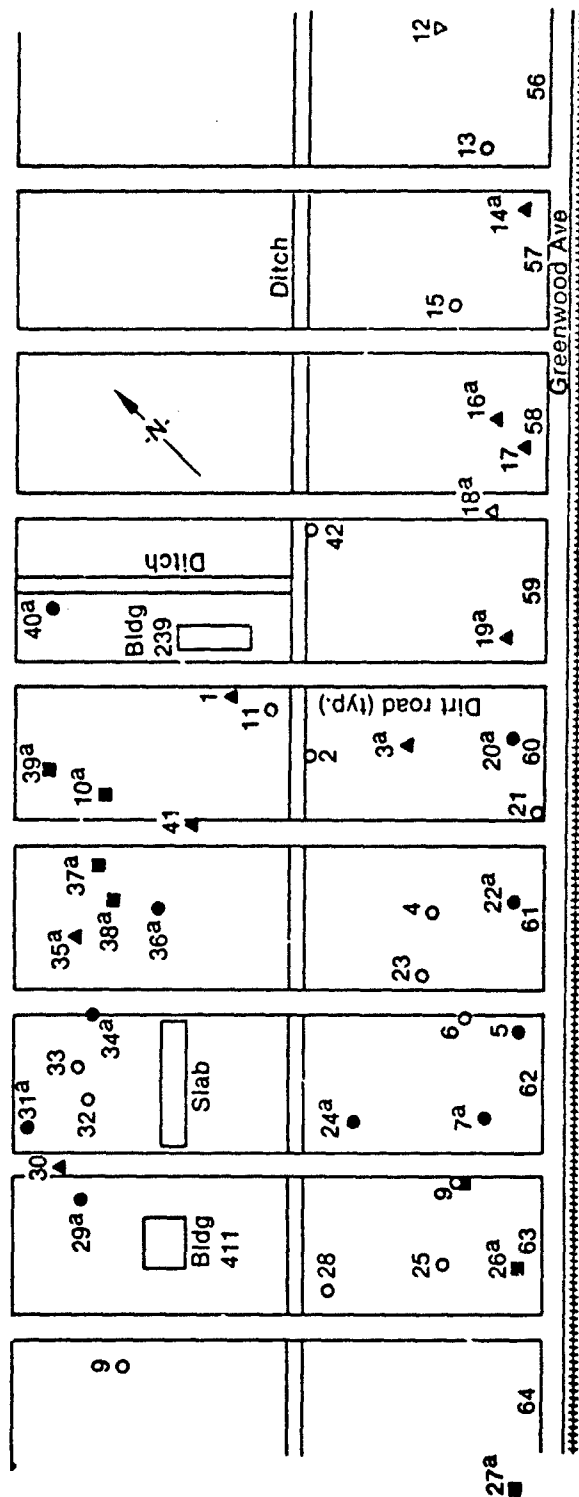 9
29a
30
Bldg
411
31a
32
33
34a
Slab
35a
38a
37a
36a
41
10a
39a
1
11
40a
Bldg
239
Ditch
N.
Ditch
27a
64
28
25
26a
63
9
24a
7a
62
5
6
23
4
22a
61
21
20a
60
2
3a
Dirt road (typ.)
19a
59
42
18a
17
58
16a
15
57
14a
13
56
12
Greenwood Ave